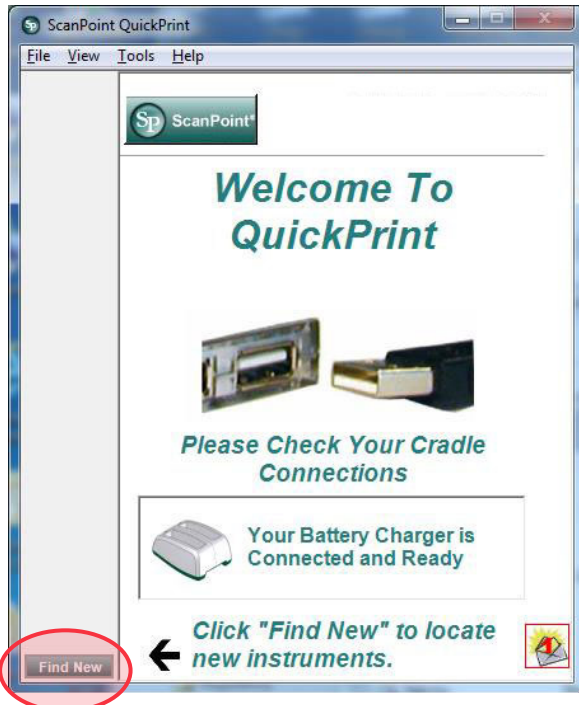 ScanPoint QuickPrint
File View Tools Help
Sp ScanPoint®
Welcome To
QuickPrint
Please Check Your Cradle
Connections
Your Battery Charger is
Connected and Ready
Click "Find New" to locate
new instruments.
Find New